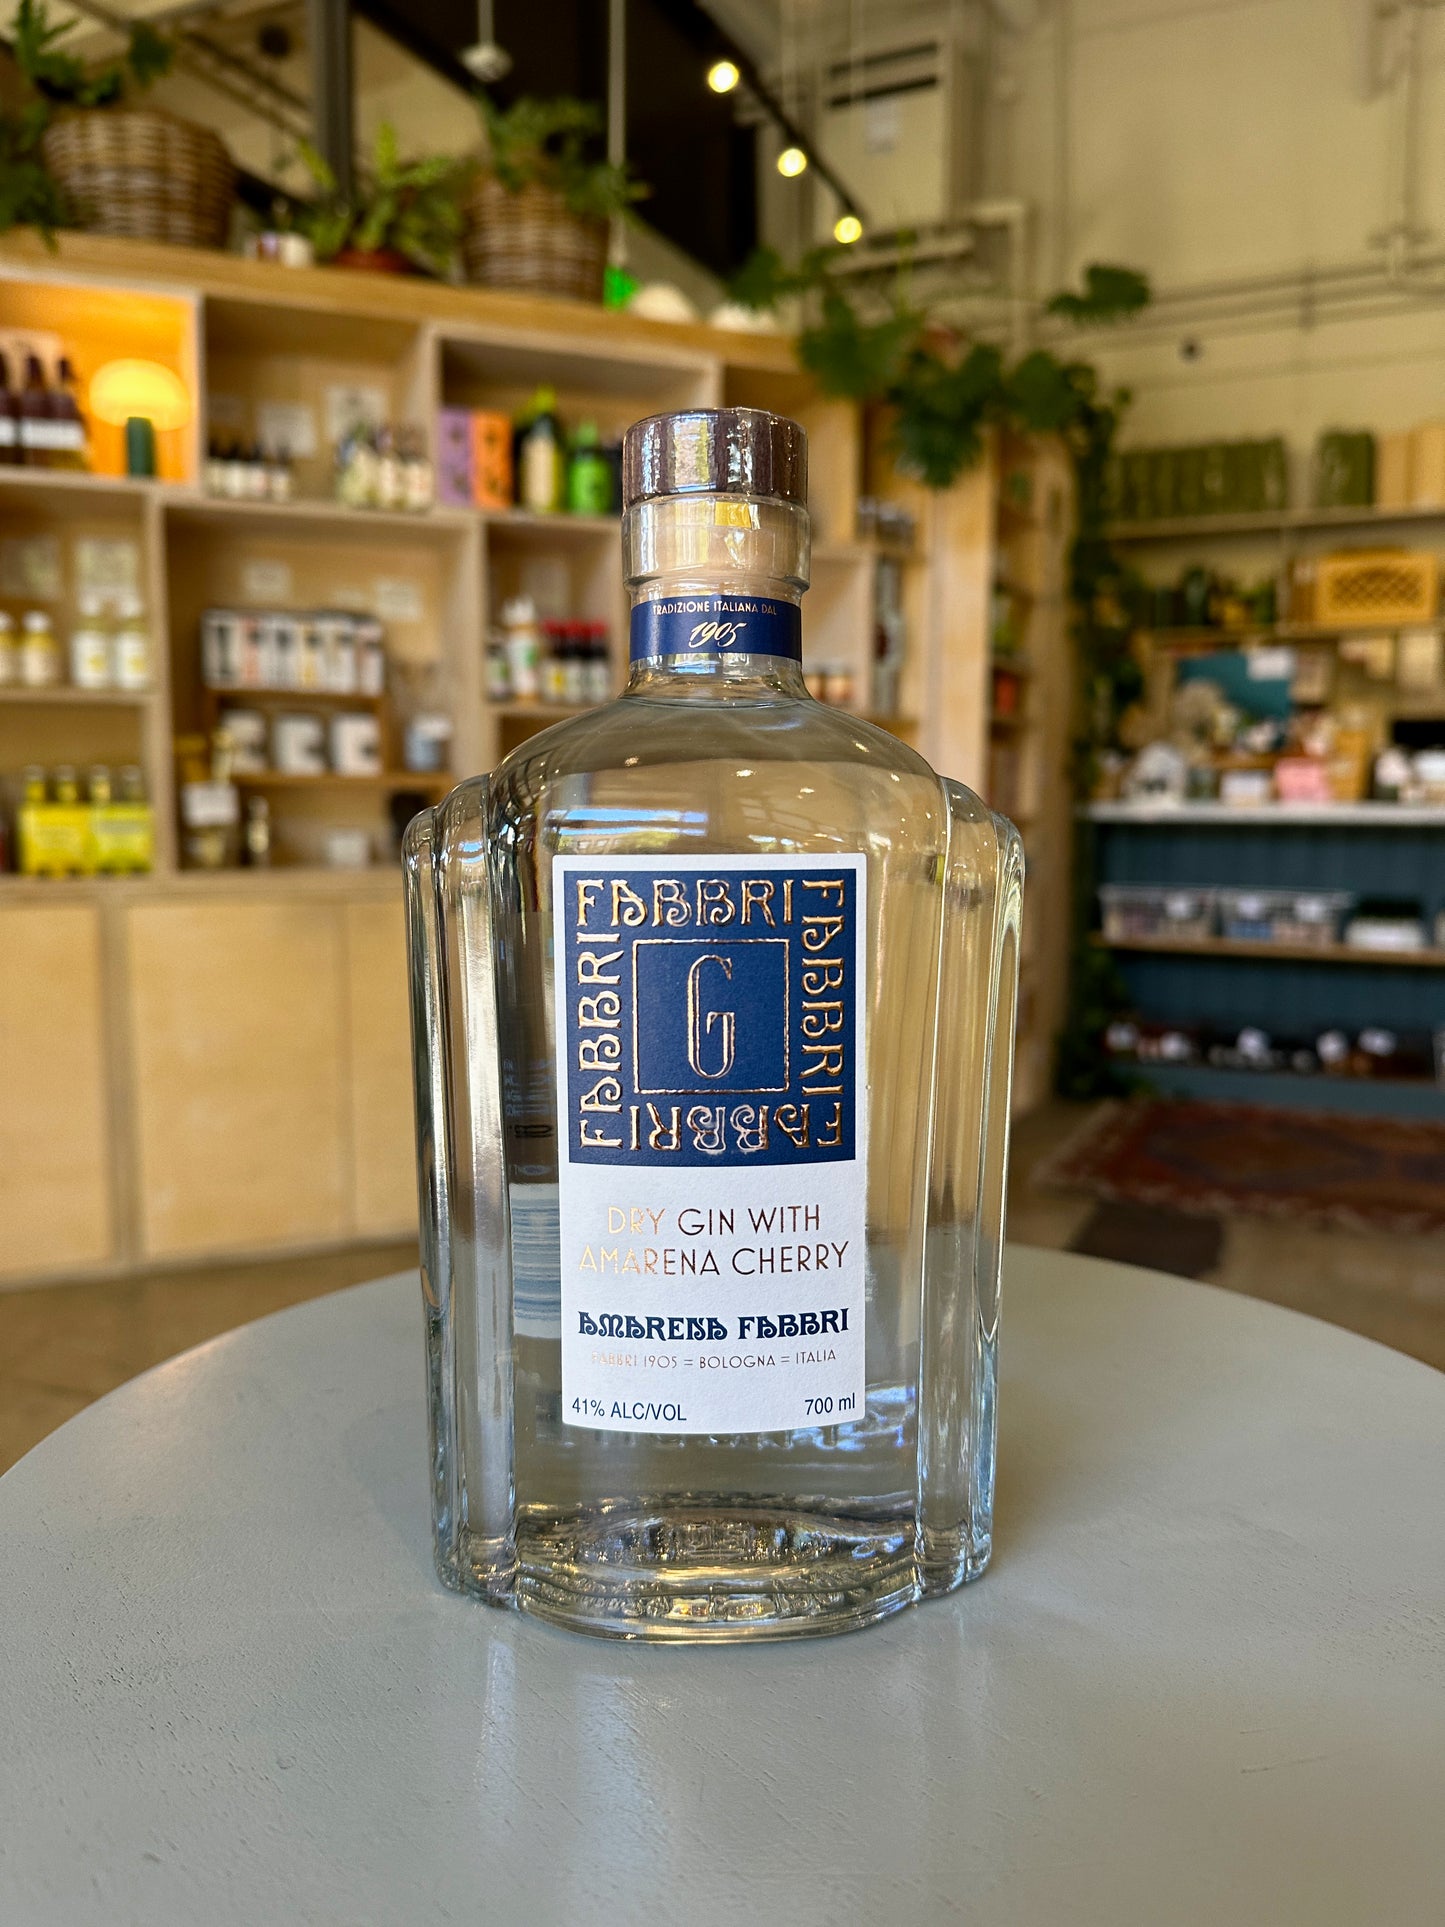 TRADIZIONE ITALIANA DAL
1905
FABBRI
FABBRI
FABBRI
FABBRI
G
DRY GIN WITH
AMARENA CHERRY
AMARENA FABBRI
FABBRI 1905 = BOLOGNA = ITALIA
41% ALC/VOL 700 ml